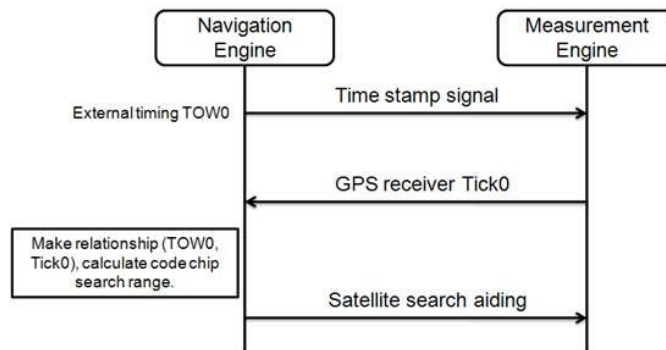 Navigation
Engine
Measurement
Engine
External timing TOW0
Time stamp signal
GPS receiver Tick0
Make relationship (TOW0,
Tick0), calculate code chip
search range.
Satellite search aiding